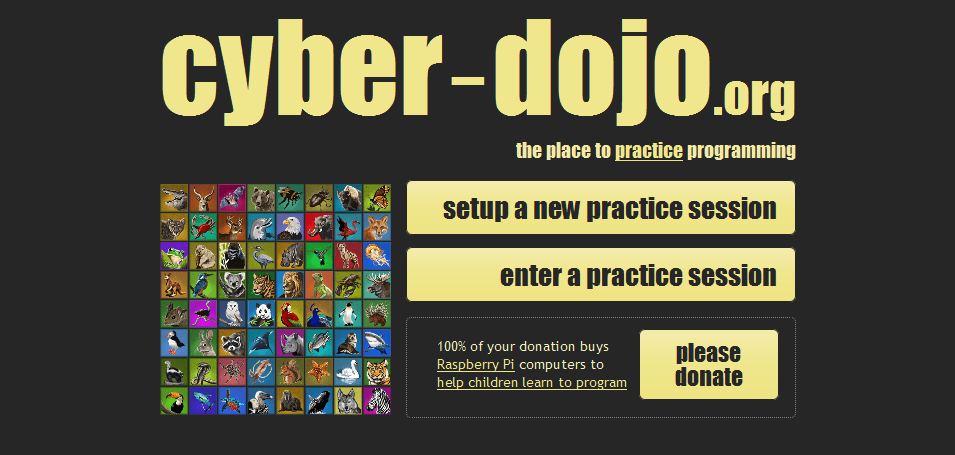 cyber-dojo.org
the place to practice programming
setup a new practice session
enter a practice session
100% of your donation buys
Raspberry Pi computers to
help children learn to program
please
donate